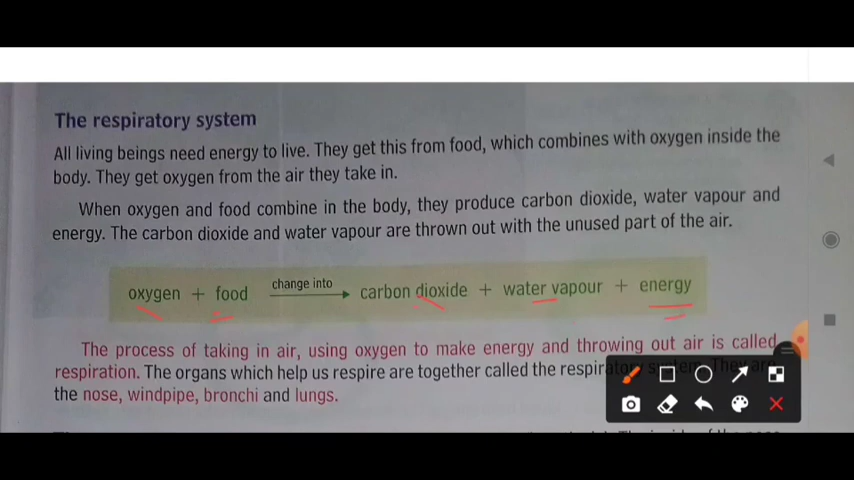 The respiratory system
All living beings need energy to live. They get this from food, which combines with oxygen inside the
body. They get oxygen from the air they take in.
When oxygen and food combine in the body, they produce carbon dioxide, water vapour and
energy. The carbon dioxide and water vapour are thrown out with the unused part of the air.
oxygen + food change into carbon dioxide + water vapour + energy
The process of taking in air, using oxygen to make energy and throwing out air is called
respiration. The organs which help us respire are together called the respiratory system. They are
the nose, windpipe, bronchi and lungs.